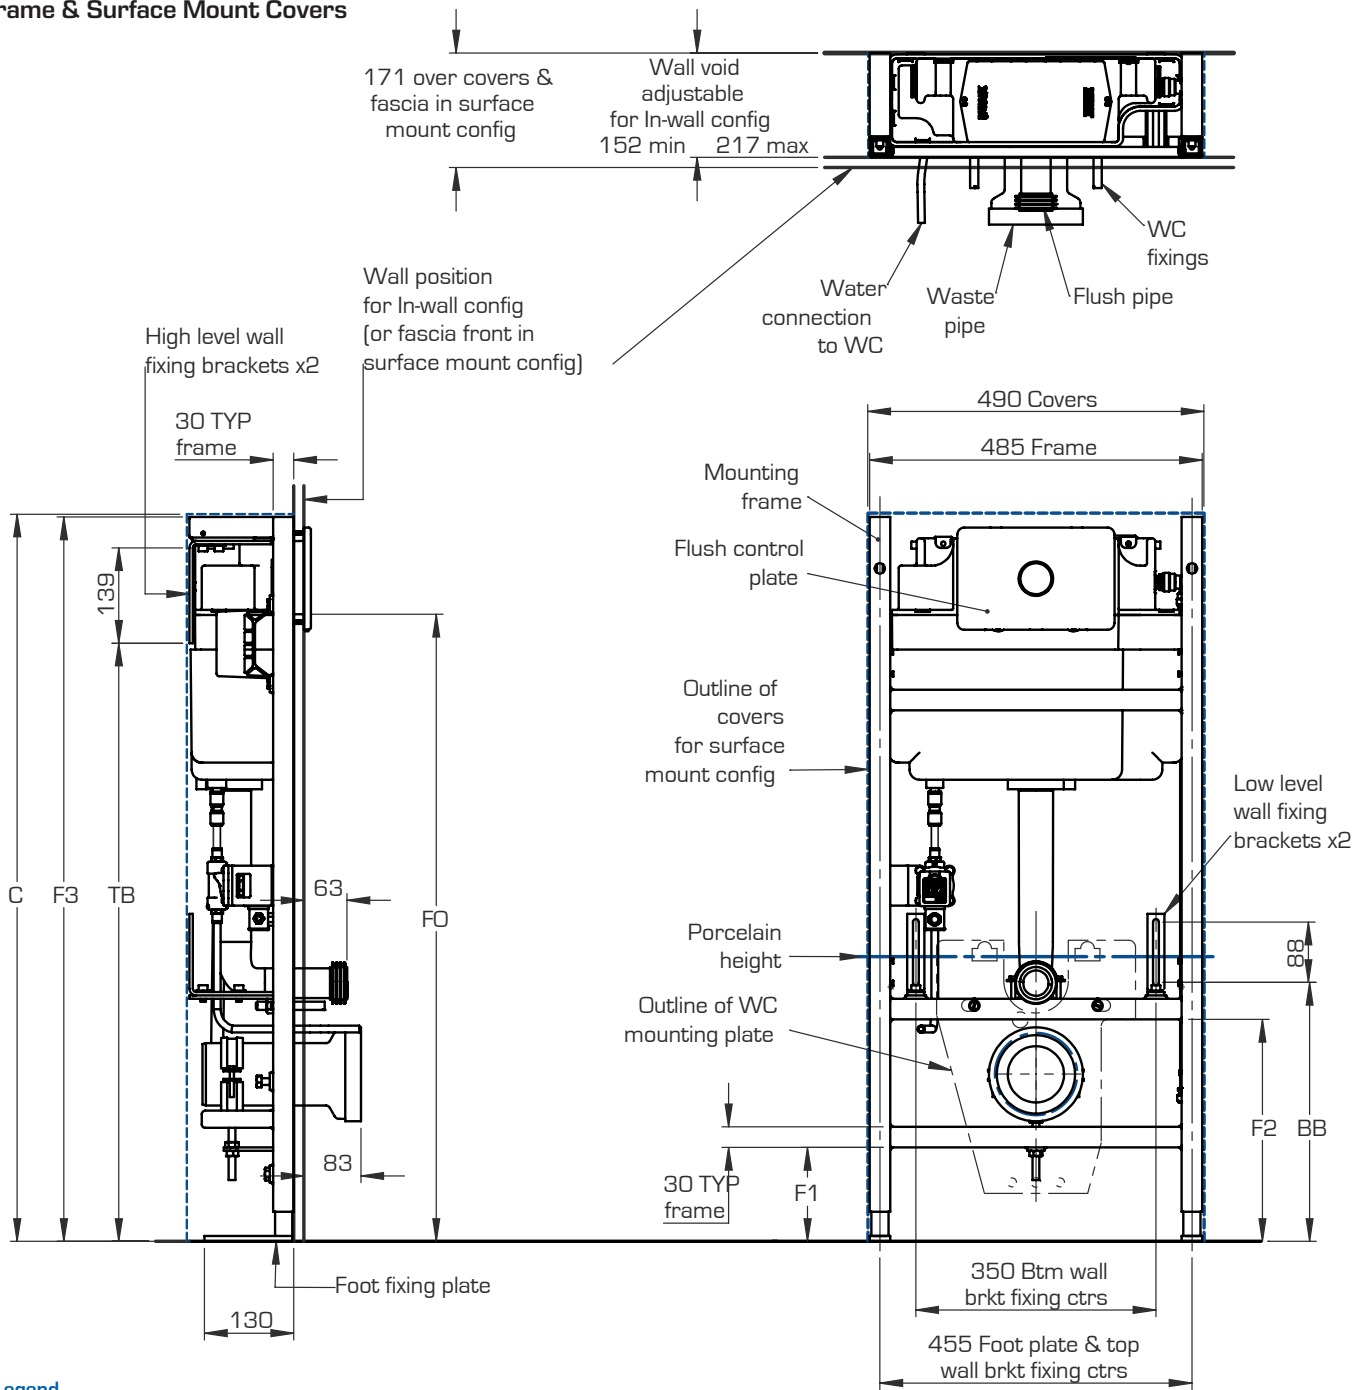 rame & Surface Mount Covers
171 over covers &
fascia in surface
mount config
Wall void
adjustable
for In-wall config
152 min 217 max
WC
fixings
Water
connection
to WC
Waste
pipe
Flush pipe
Wall position
for In-wall config
(or fascia front in
surface mount config)
High level wall
fixing brackets x2
30 TYP
frame
490 Covers
485 Frame
Mounting
frame
Flush control
plate
139
Outline of
covers
for surface
mount config
Low level
wall fixing
brackets x2
C
F3
TB
63
FO
88
Porcelain
height
Outline of WC
mounting plate
F2
BB
83
30 TYP
frame
F1
Foot fixing plate
130
350 Btm wall
brkt fixing ctrs
455 Foot plate & top
wall brkt fixing ctrs
egend